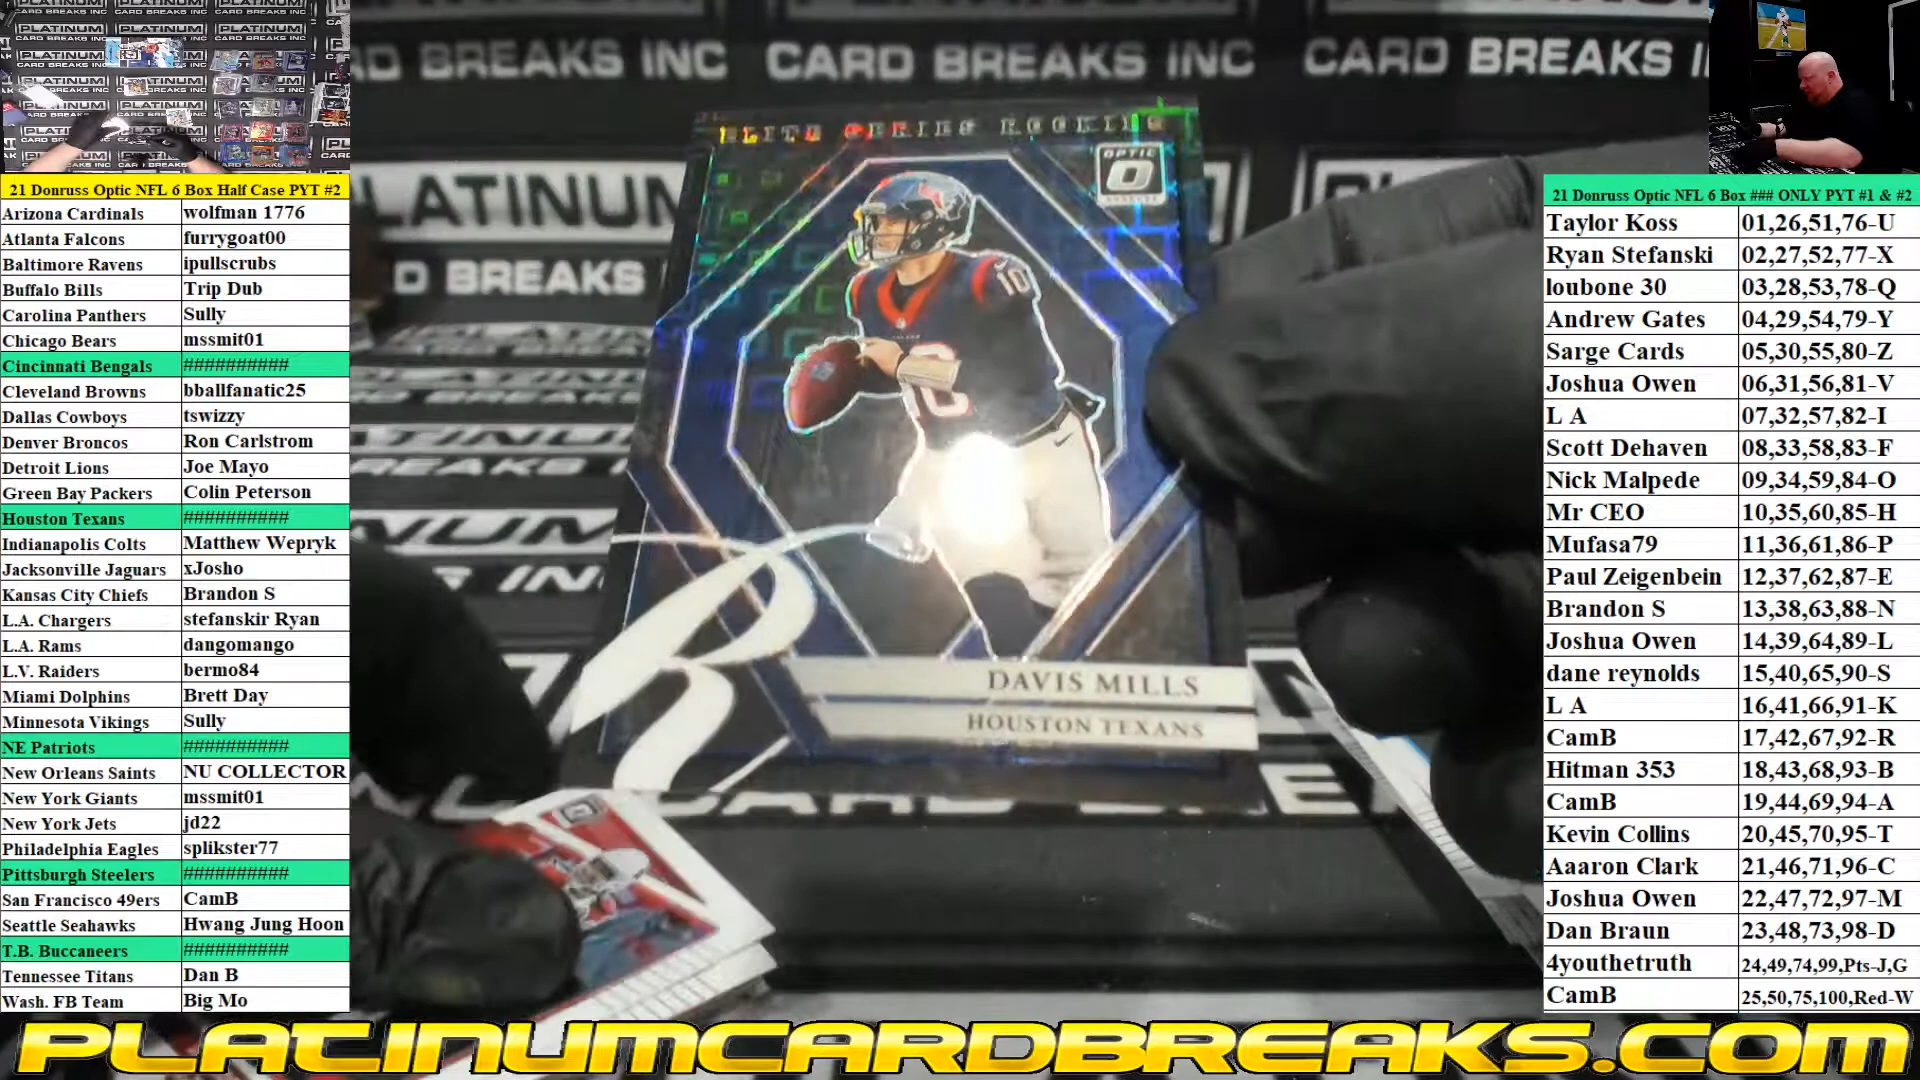 PLATINUM
CARD BREAKS INC
CARD BREAKS INC
CARD BREAKS INC
CARD BREAKS
ELITE SERIES ROOKIES
OPTIC
PLATINUM
D BREAKS
10
DAVIS MILLS
HOUSTON TEXANS
21 Donruss Optic NFL 6 Box Half Case PYT #2
Arizona Cardinals wolfman 1776
Atlanta Falcons furrygoat00
Baltimore Ravens ipullscrubs
Buffalo Bills Trip Dub
Carolina Panthers Sully
Chicago Bears mssmit01
Cincinnati Bengals ##########
Cleveland Browns bballfanatic25
Dallas Cowboys tswizzy
Denver Broncos Ron Carlstrom
Detroit Lions Joe Mayo
Green Bay Packers Colin Peterson
Houston Texans ##########
Indianapolis Colts Matthew Wepryk
Jacksonville Jaguars xJosho
Kansas City Chiefs Brandon S
L.A. Chargers stefanskir Ryan
L.A. Rams dangomango
L.V. Raiders bermo84
Miami Dolphins Brett Day
Minnesota Vikings Sully
NE Patriots ##########
New Orleans Saints NU COLLECTOR
New York Giants mssmit01
New York Jets jd22
Philadelphia Eagles splikster77
Pittsburgh Steelers ##########
San Francisco 49ers CamB
Seattle Seahawks Hwang Jung Hoon
T.B. Buccaneers ##########
Tennessee Titans Dan B
Wash. FB Team Big Mo
21 Donruss Optic NFL 6 Box ### ONLY PYT #1 & #2
Taylor Koss 01,26,51,76-U
Ryan Stefanski 02,27,52,77-X
loubone 30 03,28,53,78-Q
Andrew Gates 04,29,54,79-Y
Sarge Cards 05,30,55,80-Z
Joshua Owen 06,31,56,81-V
L A 07,32,57,82-I
Scott Dehaven 08,33,58,83-F
Nick Malpede 09,34,59,84-O
Mr CEO 10,35,60,85-H
Mufasa79 11,36,61,86-P
Paul Zeigenbein 12,37,62,87-E
Brandon S 13,38,63,88-N
Joshua Owen 14,39,64,89-L
dane reynolds 15,40,65,90-S
L A 16,41,66,91-K
CamB 17,42,67,92-R
Hitman 353 18,43,68,93-B
CamB 19,44,69,94-A
Kevin Collins 20,45,70,95-T
Aaaron Clark 21,46,71,96-C
Joshua Owen 22,47,72,97-M
Dan Braun 23,48,73,98-D
4youthetruth 24,49,74,99,Pts-J,G
CamB 25,50,75,100,Red-W
PLATINUMCARDBREAKS.COM